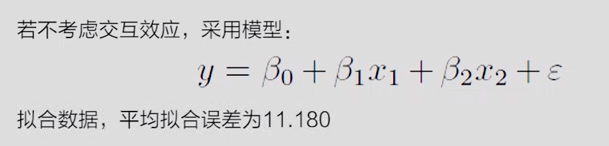 若不考虑交互效应，采用模型：
y = β₀ + β₁x₁ + β₂x₂ + ε
拟合数据，平均拟合误差为11.180